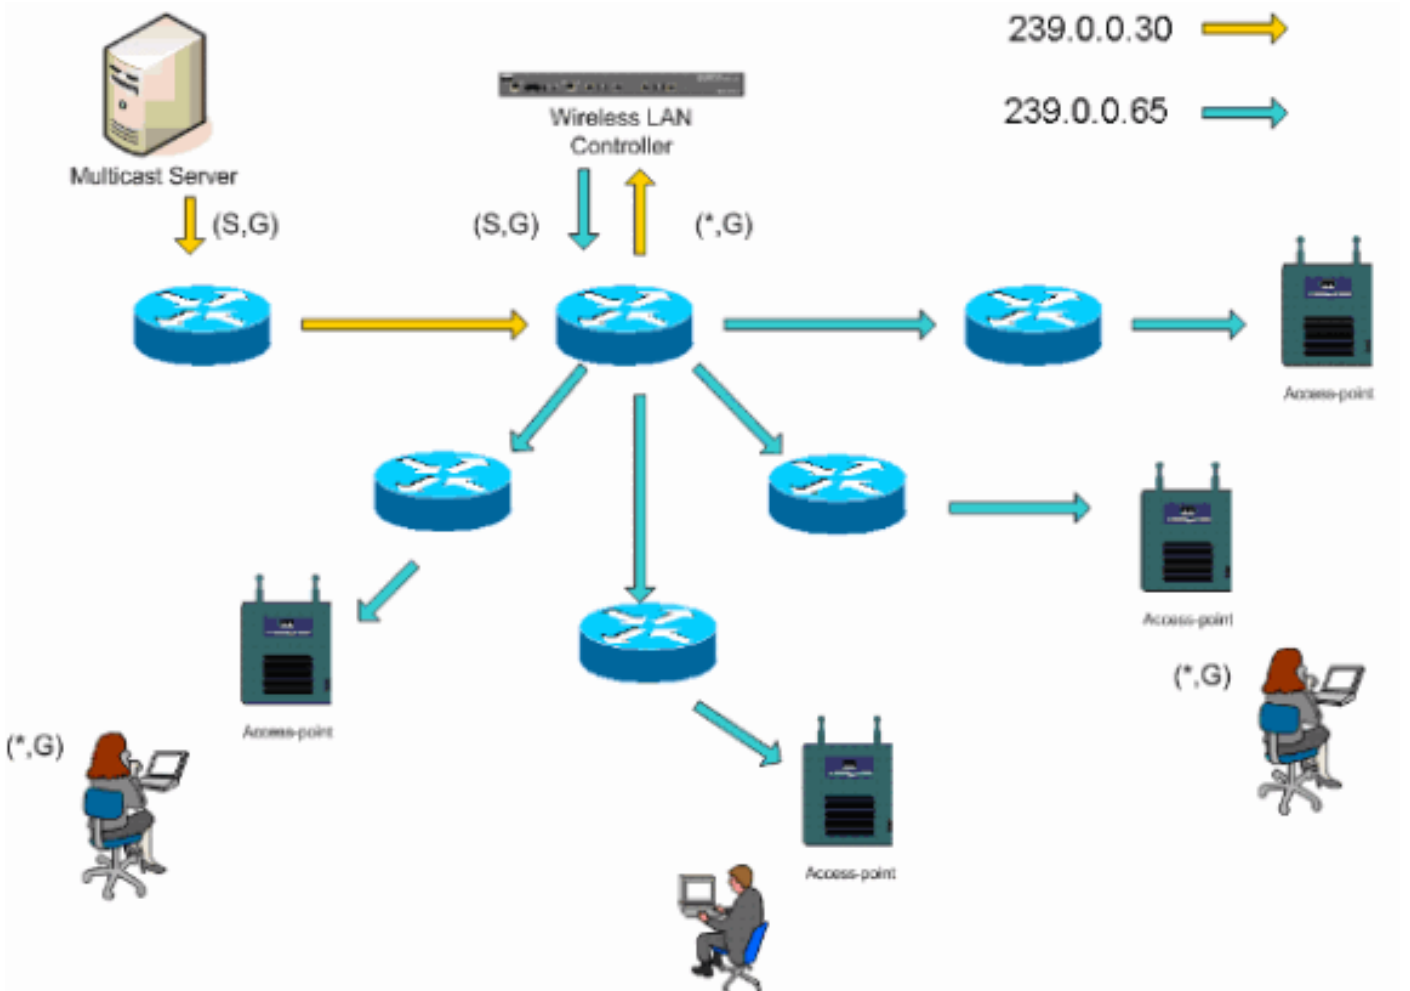 239.0.0.30
239.0.0.65
Wireless LAN
Controller
Multicast Server
(S,G)
(S,G)
(*,G)
Access-point
Access-point
(*,G)
Access-point
(*,G)
Access-point